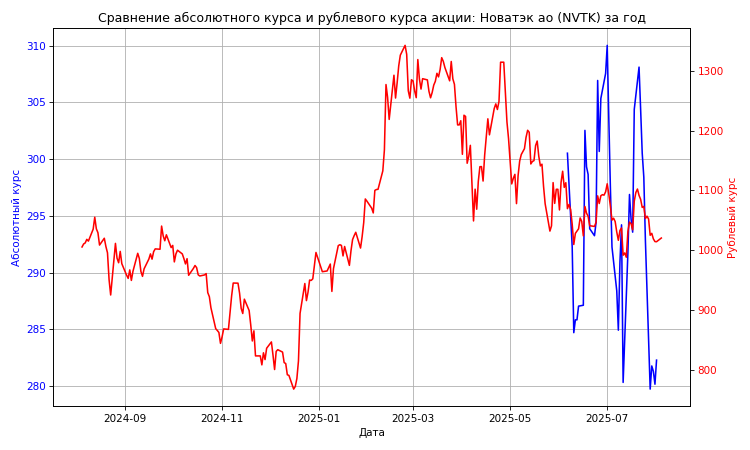 Сравнение абсолютного курса и рублевого курса акции: Новатэк ао (NVTK) за год
310
305
300
295
290
285
280
Абсолютный курс
1300
1200
1100
1000
900
800
Рублевый курс
2024-09 2024-11 2025-01 2025-03 2025-05 2025-07
Дата